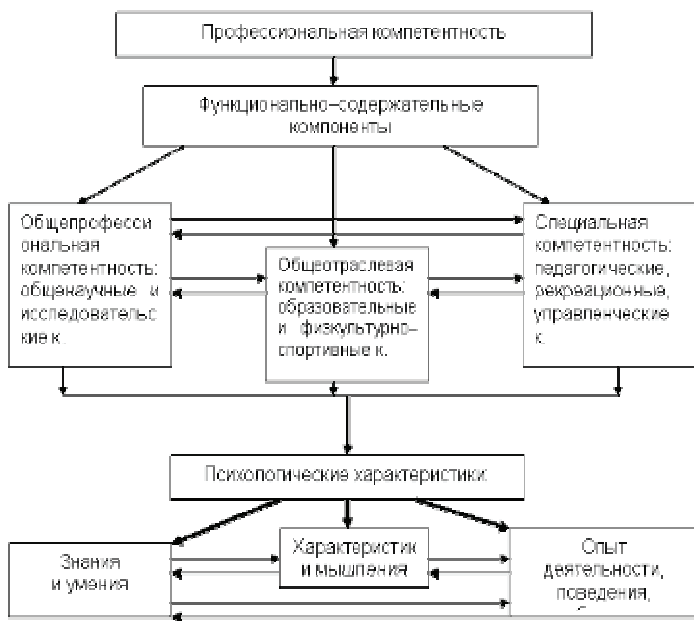 Профессиональная компетентность
Функционально–содержательные
компоненты
Общепрофесси
ональная
компетентность:
общенаучные и
исследовательс
кие к.
Общеотраслевая
компетентность:
образовательные
и физкультурно–
спортивные к.
Специальная
компетентность:
педагогические,
рекреационные,
управленческие
к.
Психологические характеристики
Знания
и умения
Характеристик
и мышления
Опыт
деятельности,
поведения,